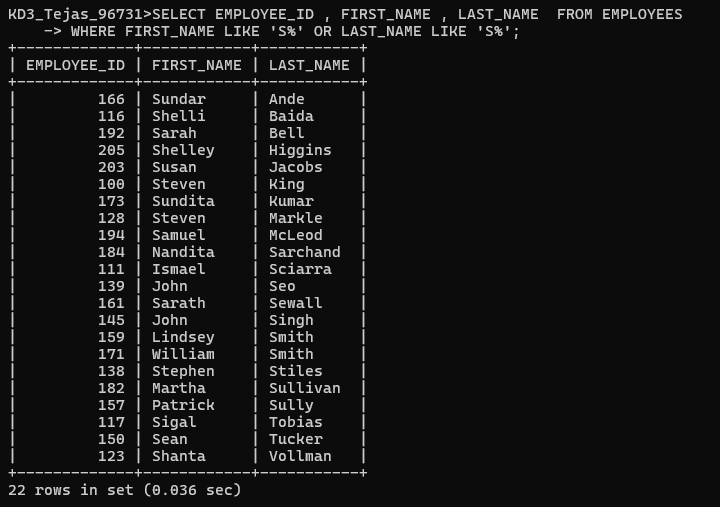 KD3_Tejas_96731>SELECT EMPLOYEE_ID , FIRST_NAME , LAST_NAME  FROM EMPLOYEES
    -> WHERE FIRST_NAME LIKE 'S%' OR LAST_NAME LIKE 'S%';
+-------------+------------+-----------+
| EMPLOYEE_ID | FIRST_NAME | LAST_NAME |
+-------------+------------+-----------+
|         166 | Sundar     | Ande      |
|         116 | Shelli     | Baida     |
|         192 | Sarah      | Bell      |
|         205 | Shelley    | Higgins   |
|         203 | Susan      | Jacobs    |
|         100 | Steven     | King      |
|         173 | Sundita    | Kumar     |
|         128 | Steven     | Markle    |
|         194 | Samuel     | McLeod    |
|         184 | Nandita    | Sarchand  |
|         111 | Ismael     | Sciarra   |
|         139 | John       | Seo       |
|         161 | Sarath     | Sewall    |
|         145 | John       | Singh     |
|         159 | Lindsey    | Smith     |
|         171 | William    | Smith     |
|         138 | Stephen    | Stiles    |
|         182 | Martha     | Sullivan  |
|         157 | Patrick    | Sully     |
|         117 | Sigal      | Tobias    |
|         150 | Sean       | Tucker    |
|         123 | Shanta     | Vollman   |
+-------------+------------+-----------+
22 rows in set (0.036 sec)